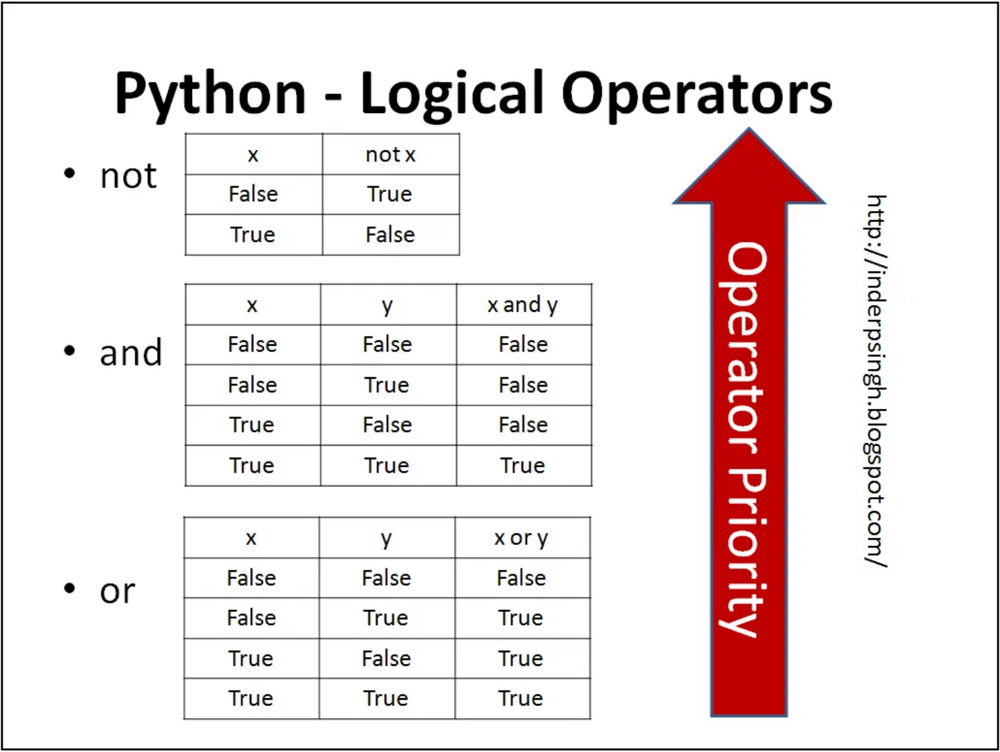 Python - Logical Operators
• not
x not x
False True
True False
• and
x y x and y
False False False
False True False
True False False
True True True
• or
x y x or y
False False False
False True True
True False True
True True True
Operator Priority
http://inderpsingh.blogspot.com/